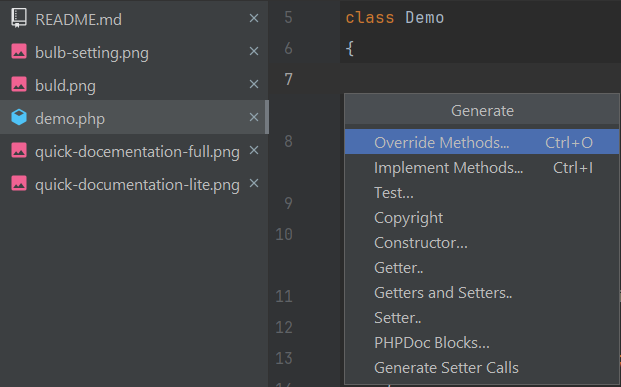 README.md ×
bulb-setting.png ×
buld.png ×
demo.php ×
quick-docementation-full.png ×
quick-documentation-lite.png ×
5 class Demo
6 {
7
8
9
10
11
12
13
Generate
Override Methods... Ctrl+O
Implement Methods... Ctrl+I
Test...
Copyright
Constructor...
Getter..
Getters and Setters..
Setter..
PHPDoc Blocks...
Generate Setter Calls